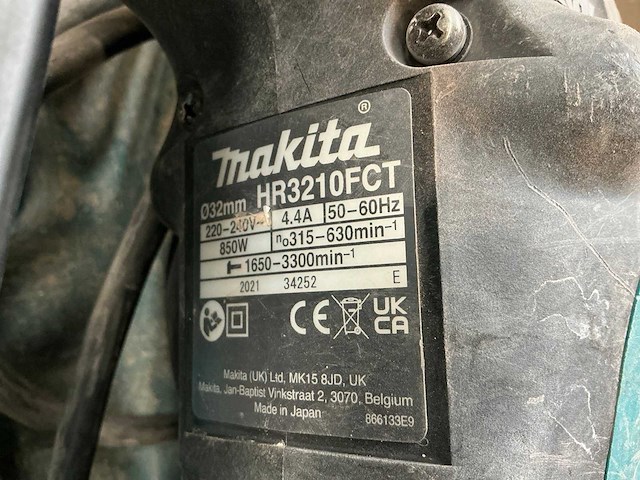 makita®
HR3210FCT
Ø32mm
220-240V~ 4.4A 50-60Hz
850W n₀315-630min⁻¹
1650-3300min⁻¹
2021 34252 E
CE UK CA
Makita (UK) Ltd, MK15 8JD, UK
Makita, Jan-Baptist Vinkstraat 2, 3070, Belgium
Made in Japan
866133E9